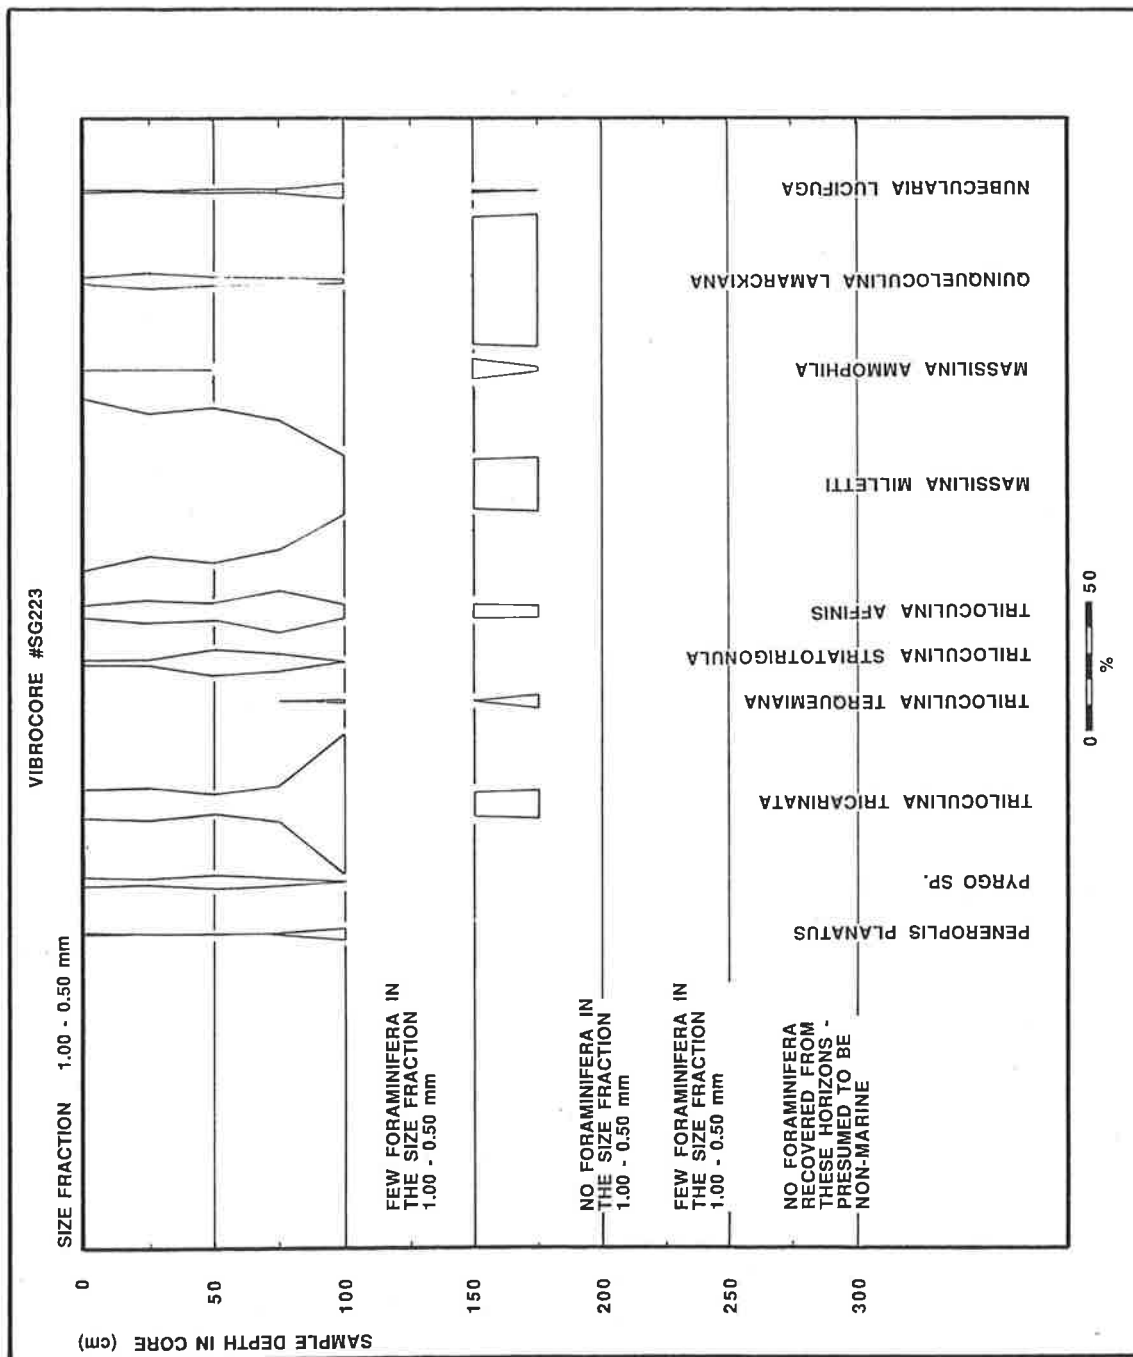 VIBROCORE #SG223
SIZE FRACTION 1.00 - 0.50 mm
SAMPLE DEPTH IN CORE (cm)
0
50
100
150
200
250
300
FEW FORAMINIFERA IN
THE SIZE FRACTION
1.00 - 0.50 mm
NO FORAMINIFERA IN
THE SIZE FRACTION
1.00 - 0.50 mm
FEW FORAMINIFERA IN
THE SIZE FRACTION
1.00 - 0.50 mm
NO FORAMINIFERA
RECOVERED FROM
THESE HORIZONS -
PRESUMED TO BE
NON-MARINE
PENEROPLIS PLANATUS
PYRGO SP.
TRILOCULINA TRICARINATA
TRILOCULINA TERQUEMIANA
TRILOCULINA STRIATOTRIGONULA
TRILOCULINA AFFINIS
MASSILINA MILLETTI
MASSILINA AMMOPHILA
QUINQUELOCULINA LAMARCKIANA
NUBECULARIA LUCIFUGA
0 50
%